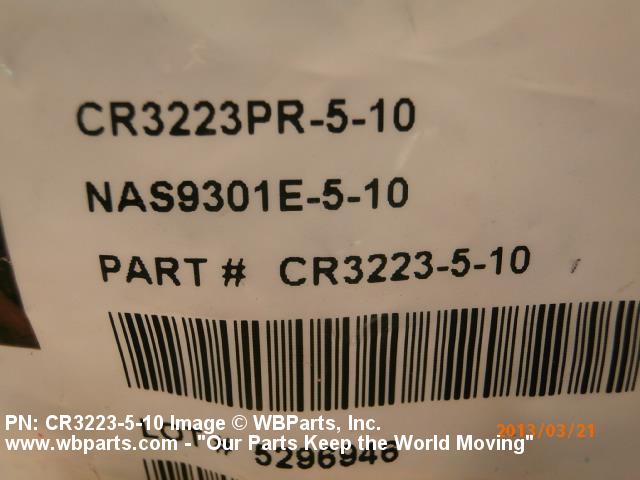 CR3223PR-5-10
NAS9301E-5-10
PART # CR3223-5-10
LOT # 5296946
PN: CR3223-5-10 Image © WBParts, Inc.
2013/03/21
www.wbparts.com - "Our Parts Keep the World Moving"